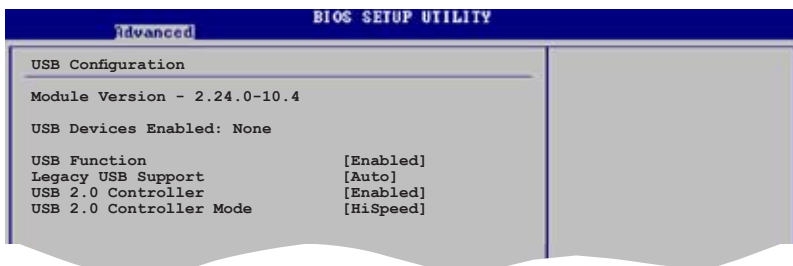 BIOS SETUP UTILITY
Advanced
USB Configuration
Module Version - 2.24.0-10.4
USB Devices Enabled: None
USB Function [Enabled]
Legacy USB Support [Auto]
USB 2.0 Controller [Enabled]
USB 2.0 Controller Mode [HiSpeed]